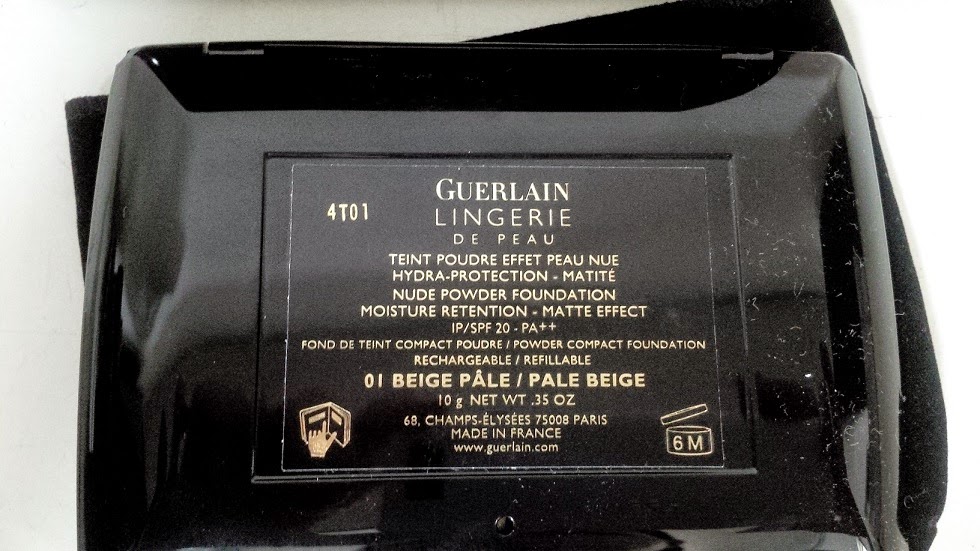 4T01
GUERLAIN
LINGERIE
DE PEAU
TEINT POUDRE EFFET PEAU NUE
HYDRA-PROTECTION - MATITÉ
NUDE POWDER FOUNDATION
MOISTURE RETENTION - MATTE EFFECT
IP/SPF 20 - PA++
FOND DE TEINT COMPACT POUDRE / POWDER COMPACT FOUNDATION
RECHARGEABLE / REFILLABLE
01 BEIGE PÂLE / PALE BEIGE
10 g NET WT .35 OZ
68, CHAMPS-ÉLYSÉES 75008 PARIS
MADE IN FRANCE
www.guerlain.com
6M